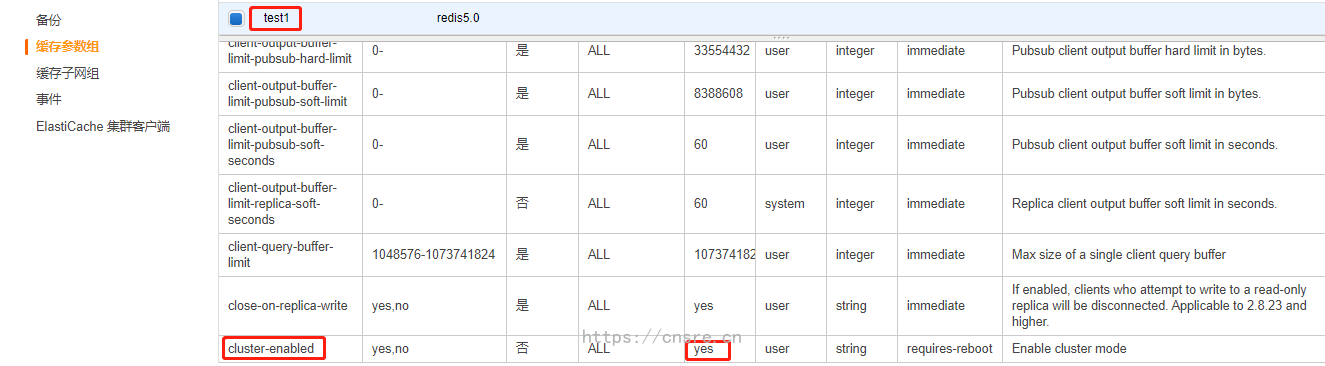 备份
缓存参数组
缓存子网组
事件
ElastiCache 集群客户端
test1 redis5.0
client-output-buffer-
limit-pubsub-hard-limit 0- 是 ALL 33554432 user integer immediate Pubsub client output buffer hard limit in bytes.
client-output-buffer-
limit-pubsub-soft-limit 0- 是 ALL 8388608 user integer immediate Pubsub client output buffer soft limit in bytes.
client-output-buffer-
limit-pubsub-soft-
seconds 0- 是 ALL 60 user integer immediate Pubsub client output buffer soft limit in seconds.
client-output-buffer-
limit-replica-soft-
seconds 0- 否 ALL 60 system integer immediate Replica client output buffer soft limit in seconds.
client-query-buffer-
limit 1048576-1073741824 是 ALL 107374182 user integer immediate Max size of a single client query buffer
close-on-replica-write yes,no 是 ALL yes user string immediate If enabled, clients who attempt to write to a read-only
replica will be disconnected. Applicable to 2.8.23 and
higher.
https://cnsre.cn
cluster-enabled yes,no 否 ALL yes user string requires-reboot Enable cluster mode